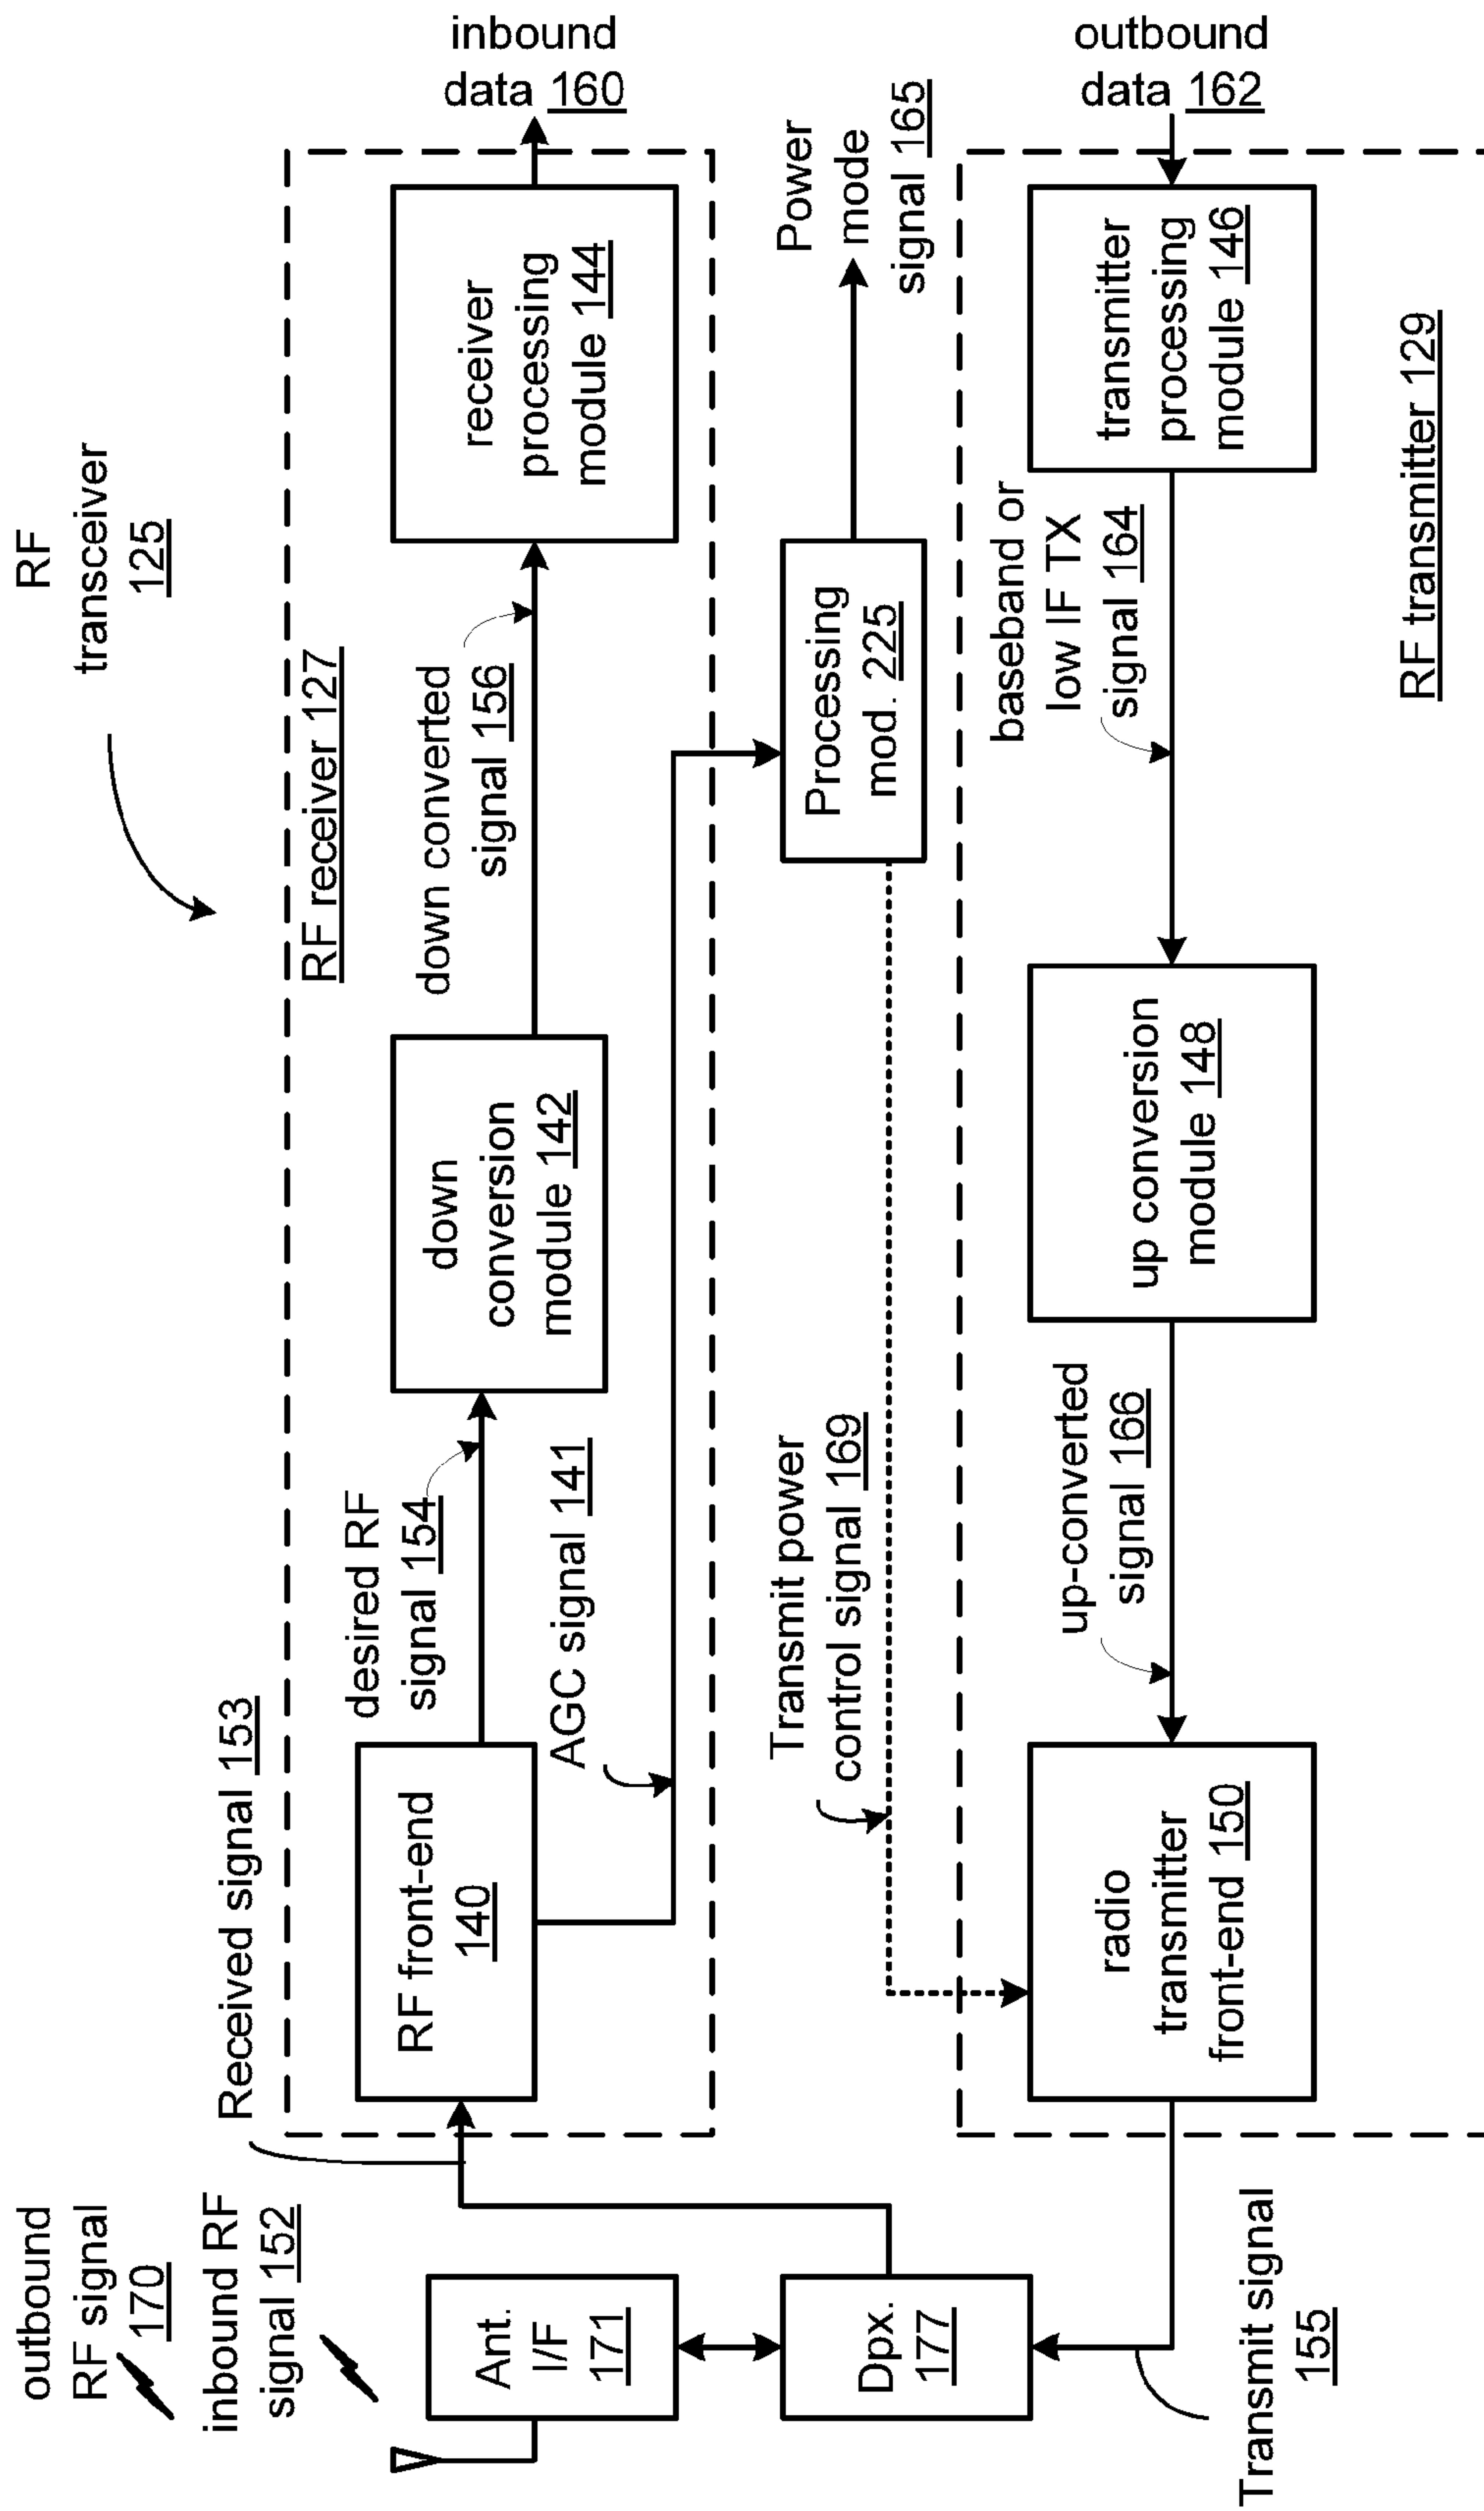 RF
transceiver
125
inbound
data 160
receiver
processing
module 144
RF receiver 127
down converted
signal 156
down
conversion
module 142
desired RF
signal 154
AGC signal 141
RF front-end
140
Received signal 153
outbound
RF signal
170
inbound RF
signal 152
Ant.
I/F
171
Dpx.
177
Transmit signal
155
Power
mode
signal 165
Processing
mod. 225
Transmit power
control signal 169
outbound
data 162
transmitter
processing
module 146
baseband or
low IF TX
signal 164
up conversion
module 148
up-converted
signal 166
radio
transmitter
front-end 150
RF transmitter 129